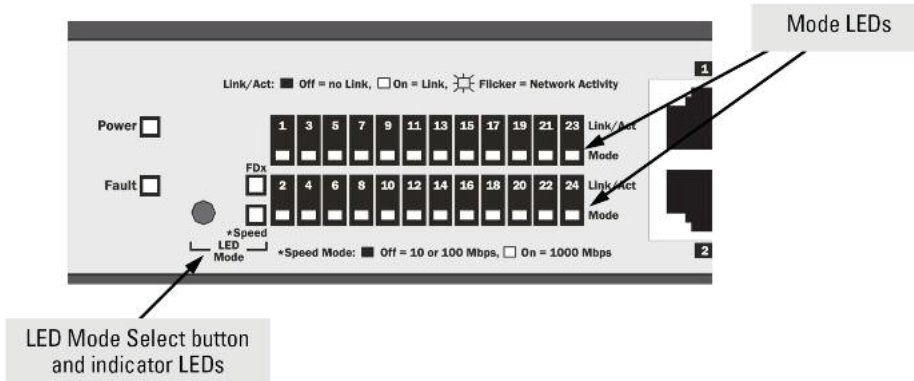 Mode LEDs
1
Link/Act: Off = no Link, On = Link, Flicker = Network Activity
Power
1 3 5 7 9 11 13 15 17 19 21 23 Link/Act
Mode
FDx
Fault
2 4 6 8 10 12 14 16 18 20 22 24 Link/Act
Mode
*Speed
LED
Mode
*Speed Mode: Off = 10 or 100 Mbps, On = 1000 Mbps
2
LED Mode Select button
and indicator LEDs